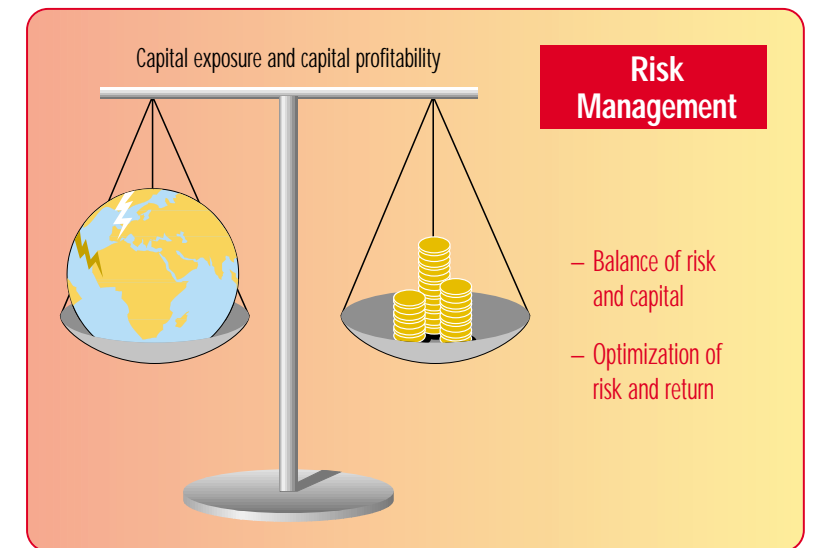 Capital exposure and capital profitability
Risk
Management
– Balance of risk
and capital
– Optimization of
risk and return